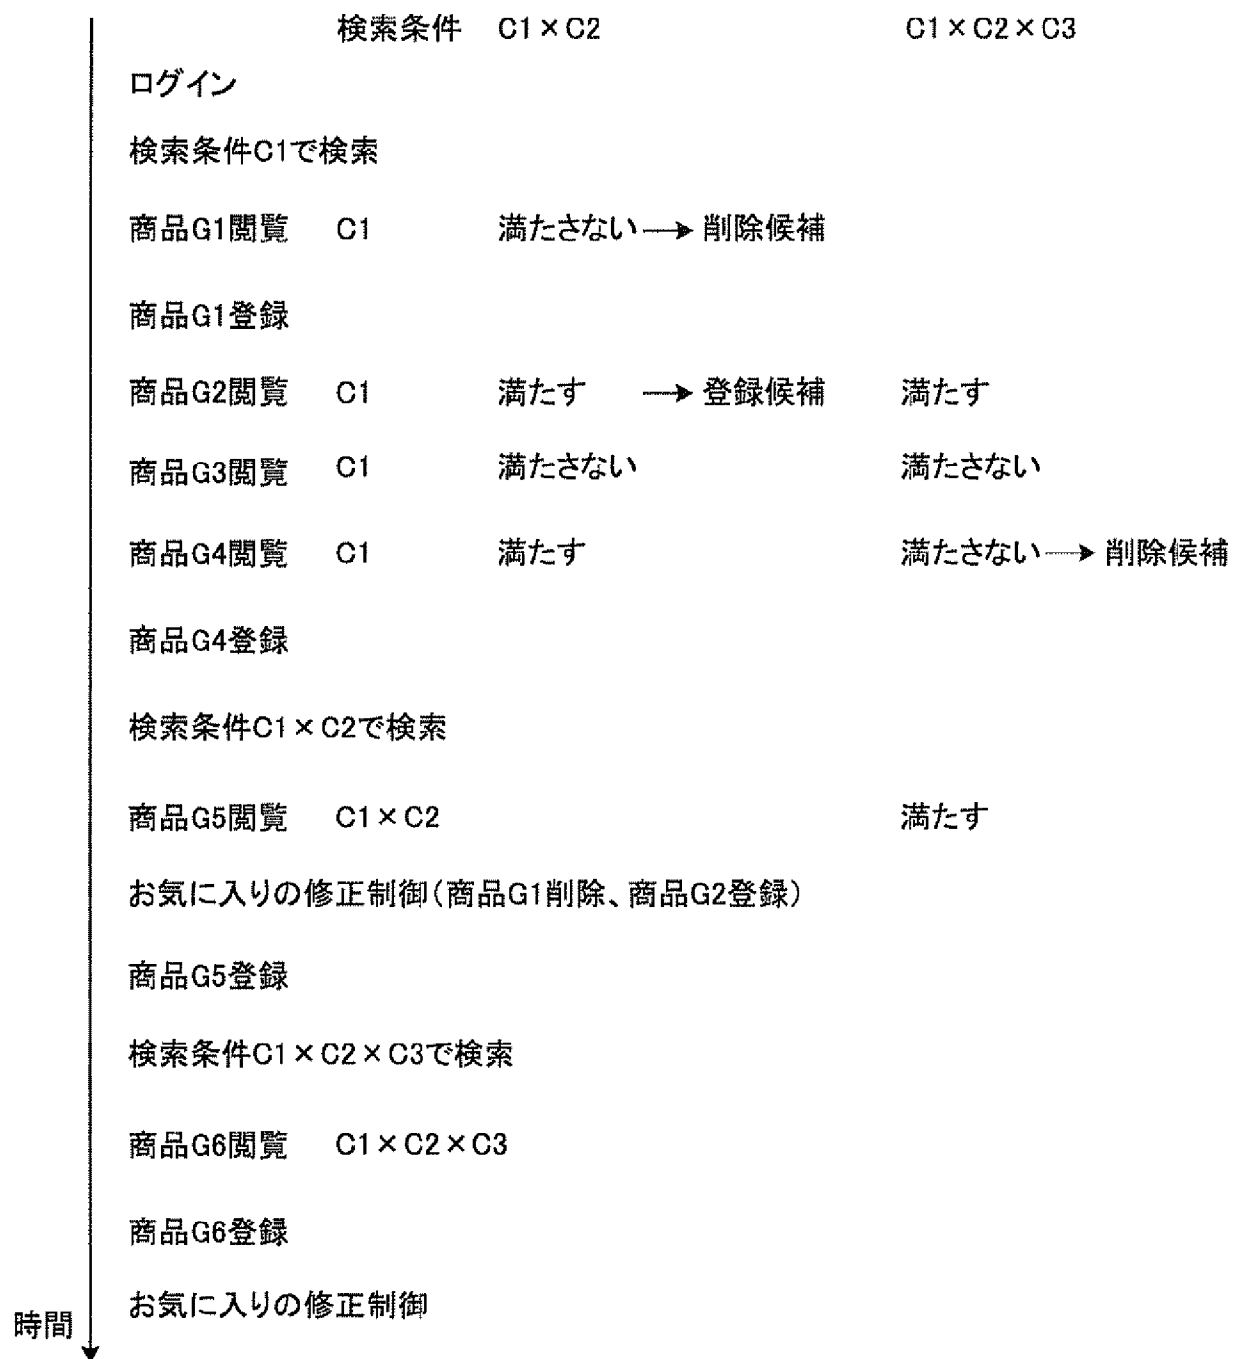 検索条件 C1×C2 C1×C2×C3
ログイン
検索条件C1で検索
商品G1閲覧 C1 満たさない→削除候補
商品G1登録
商品G2閲覧 C1 満たす →登録候補 満たす
商品G3閲覧 C1 満たさない 満たさない
商品G4閲覧 C1 満たす 満たさない→削除候補
商品G4登録
検索条件C1×C2で検索
商品G5閲覧 C1×C2 満たす
お気に入りの修正制御(商品G1削除、商品G2登録)
商品G5登録
検索条件C1×C2×C3で検索
商品G6閲覧 C1×C2×C3
商品G6登録
お気に入りの修正制御
時間